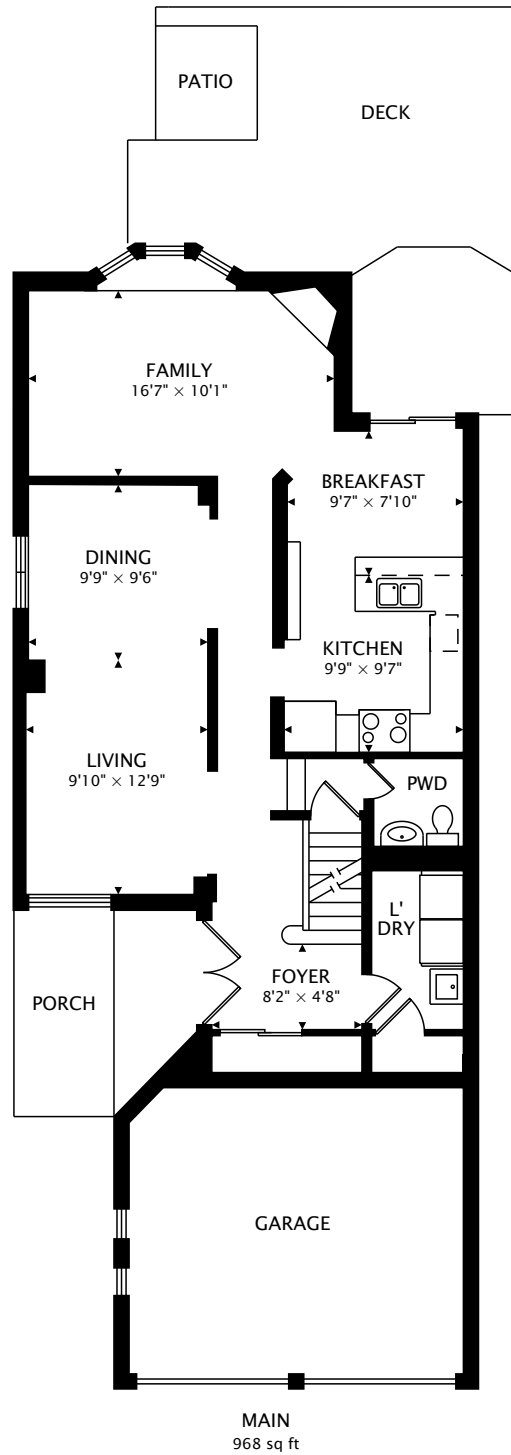 PATIO
DECK
FAMILY
16'7" × 10'1"
BREAKFAST
9'7" × 7'10"
DINING
9'9" × 9'6"
KITCHEN
9'9" × 9'7"
LIVING
9'10" × 12'9"
PWD
L'
DRY
FOYER
8'2" × 4'8"
PORCH
GARAGE
MAIN
968 sq ft